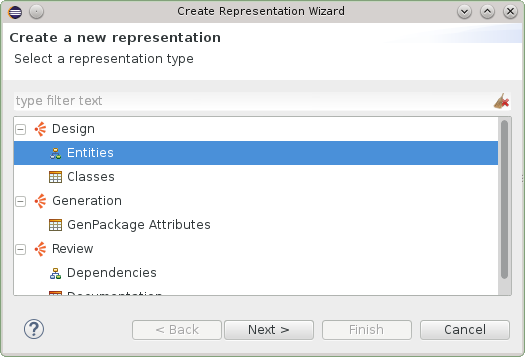 Create Representation Wizard
Create a new representation
Select a representation type
type filter text
Design
Entities
Classes
Generation
GenPackage Attributes
Review
Dependencies
Documentation
? < Back Next > Finish Cancel